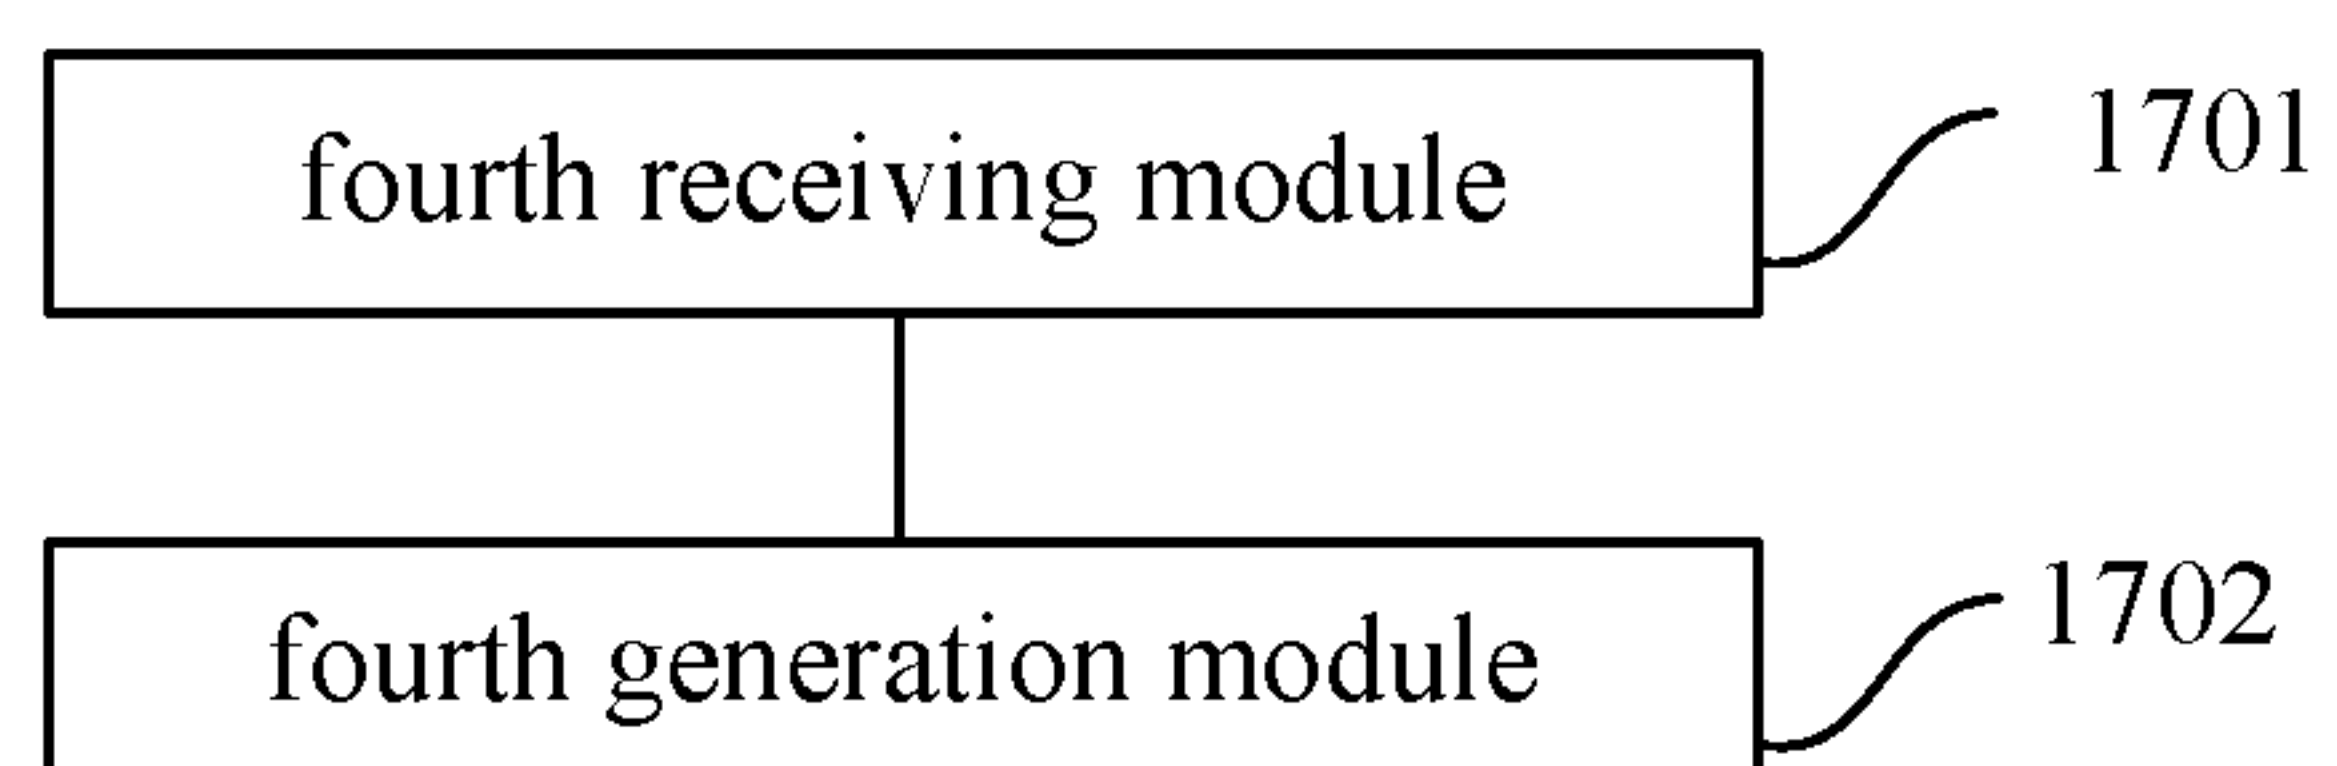 fourth receiving module
1701
fourth generation module
1702